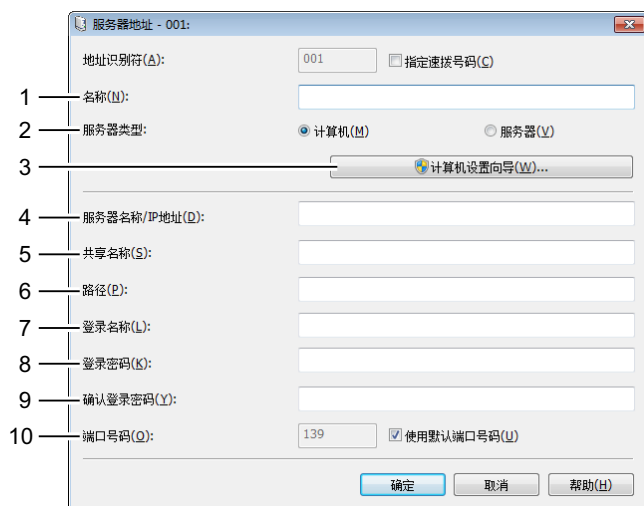 服务器地址 - 001:
地址识别符(A): 001 指定速拨号码(C)
1 名称(N):
2 服务器类型: 计算机(M) 服务器(V)
3 计算机设置向导(W)...
4 服务器名称/IP地址(D):
5 共享名称(S):
6 路径(P):
7 登录名称(L):
8 登录密码(K):
9 确认登录密码(Y):
10 端口号码(O): 139 使用默认端口号码(U)
确定 取消 帮助(H)